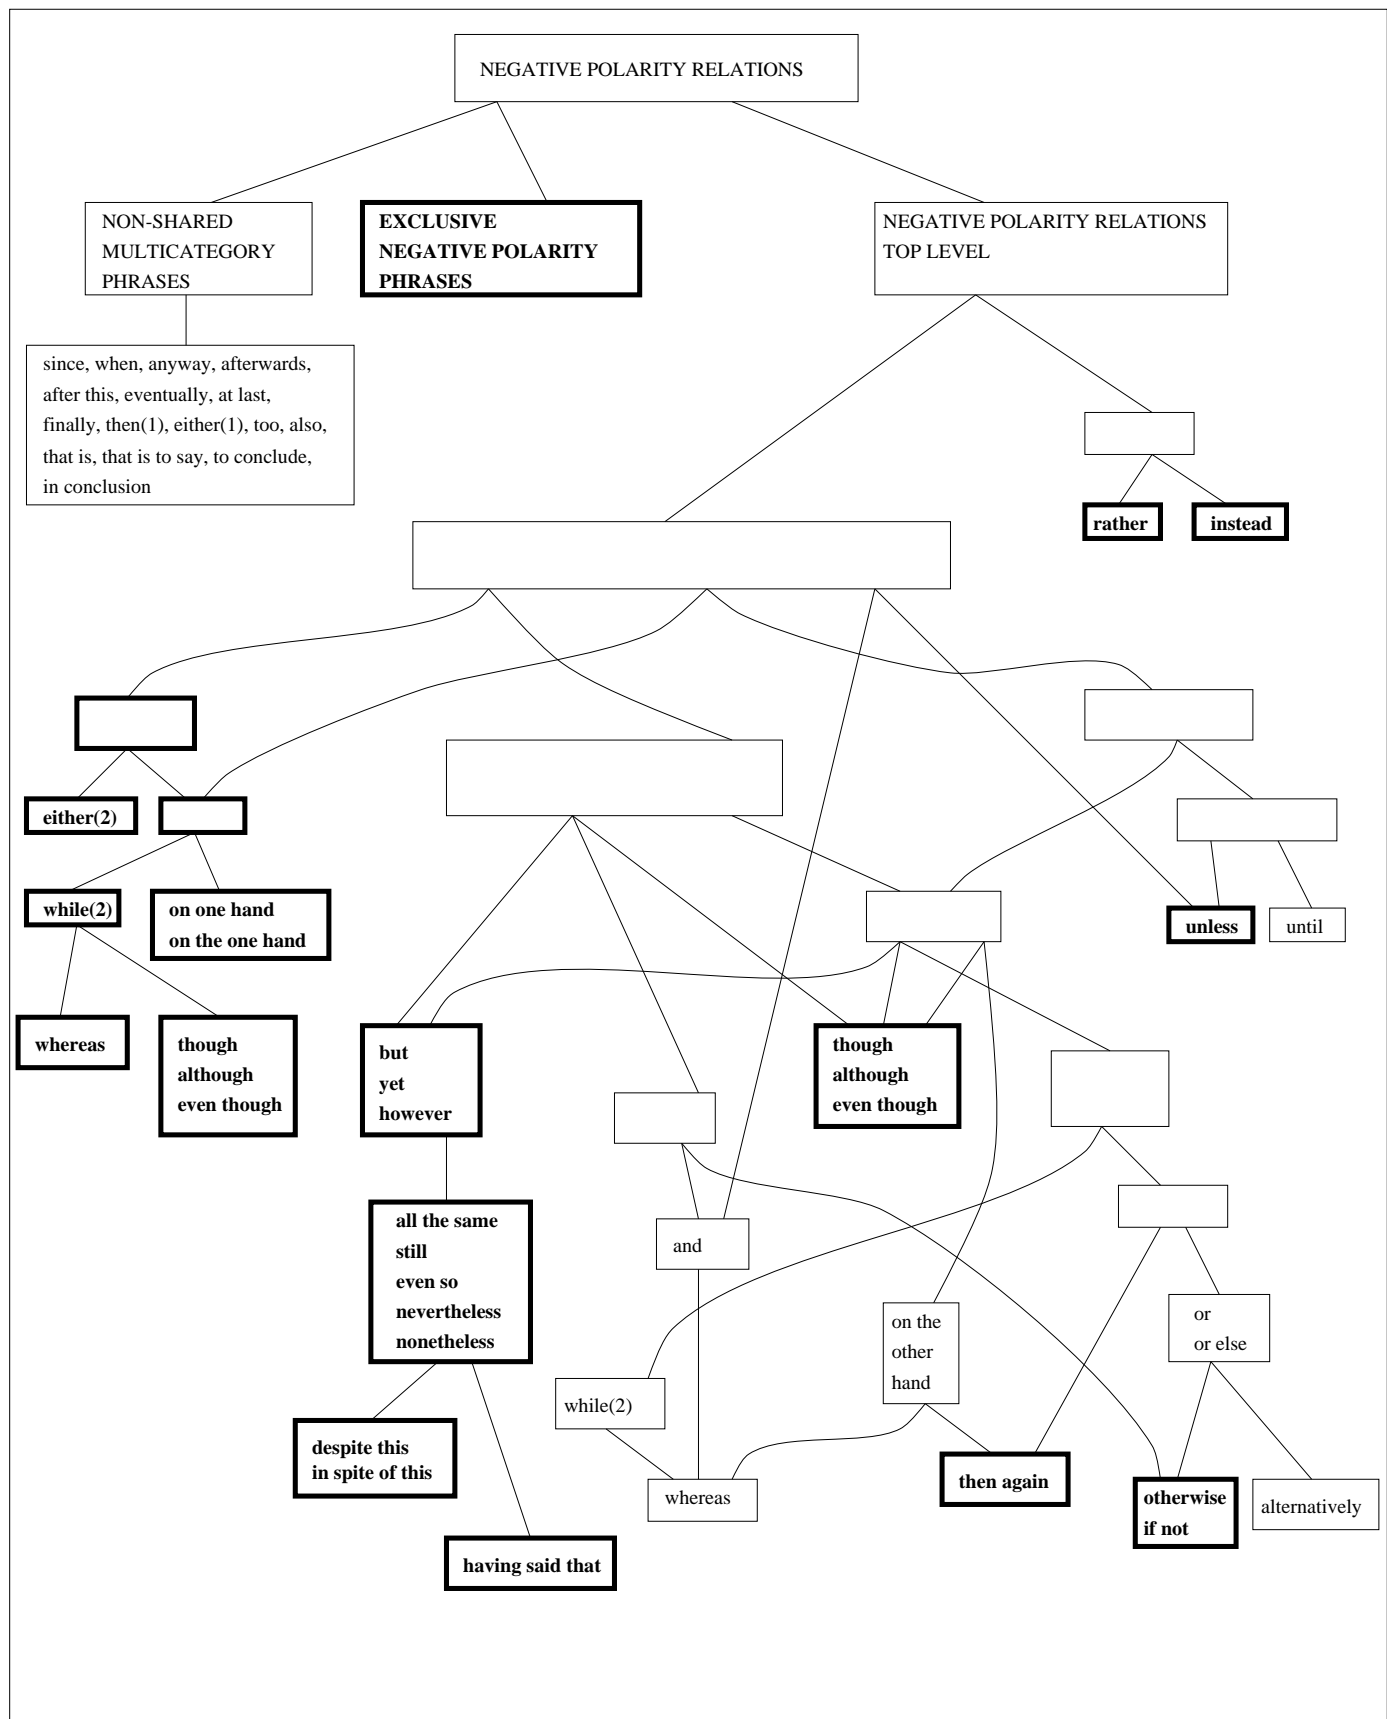 NEGATIVE POLARITY RELATIONS
NON-SHARED
MULTICATEGORY
PHRASES
EXCLUSIVE
NEGATIVE POLARITY
PHRASES
NEGATIVE POLARITY RELATIONS
TOP LEVEL
since, when, anyway, afterwards,
after this, eventually, at last,
finally, then(1), either(1), too, also,
that is, that is to say, to conclude,
in conclusion
rather
instead
either(2)
while(2)
on one hand
on the one hand
unless
until
whereas
though
although
even though
but
yet
however
though
although
even though
all the same
still
even so
nevertheless
nonetheless
and
on the
other
hand
or
or else
while(2)
despite this
in spite of this
whereas
then again
otherwise
if not
alternatively
having said that